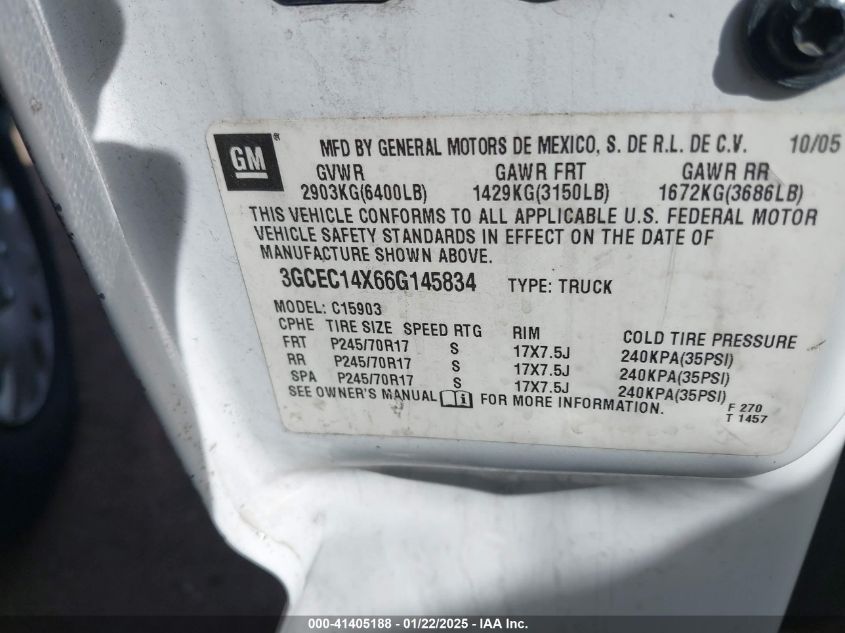 GM ® MFD BY GENERAL MOTORS DE MEXICO, S. DE R.L. DE C.V. 10/05
GVWR GAWR FRT GAWR RR
2903KG(6400LB) 1429KG(3150LB) 1672KG(3686LB)
THIS VEHICLE CONFORMS TO ALL APPLICABLE U.S. FEDERAL MOTOR
VEHICLE SAFETY STANDARDS IN EFFECT ON THE DATE OF
MANUFACTURE SHOWN ABOVE.
3GCEC14X66G145834 TYPE: TRUCK
MODEL: C15903
CPHE TIRE SIZE SPEED RTG RIM COLD TIRE PRESSURE
FRT P245/70R17 S 17X7.5J 240KPA(35PSI)
RR P245/70R17 S 17X7.5J 240KPA(35PSI)
SPA P245/70R17 S 17X7.5J 240KPA(35PSI)
SEE OWNER'S MANUAL FOR MORE INFORMATION.
F 270
T 1457
000-41405188 - 01/22/2025 - IAA Inc.